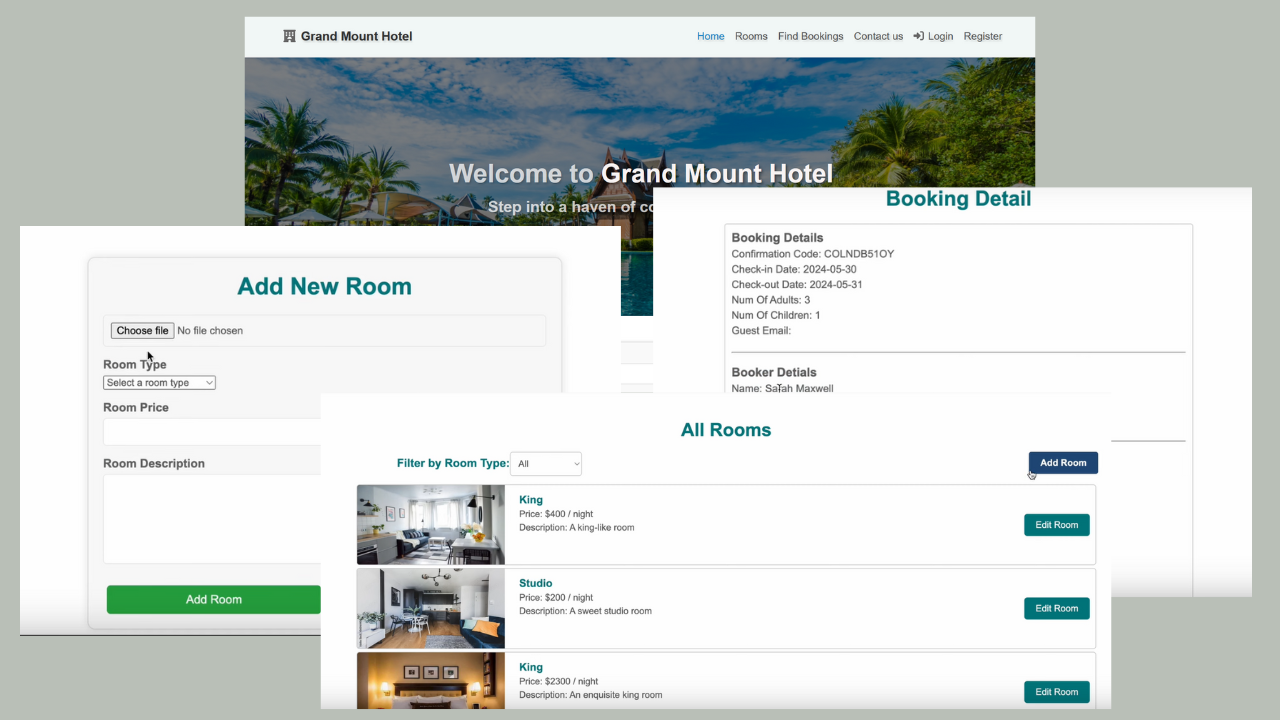 Grand Mount Hotel
Home Rooms Find Bookings Contact us Login Register
Welcome to Grand Mount Hotel
Step into a haven of
Booking Detail
Booking Details
Confirmation Code: COLNDB51OY
Check-in Date: 2024-05-30
Check-out Date: 2024-05-31
Num Of Adults: 3
Num Of Children: 1
Guest Email:
Booker Detials
Name: Sarah Maxwell
Add New Room
Choose file No file chosen
Room Type
Select a room type
Room Price
Room Description
Add Room
All Rooms
Filter by Room Type: All
Add Room
King
Price: $400 / night
Description: A king-like room
Edit Room
Studio
Price: $200 / night
Description: A sweet studio room
Edit Room
King
Price: $2300 / night
Description: An enquisite king room
Edit Room